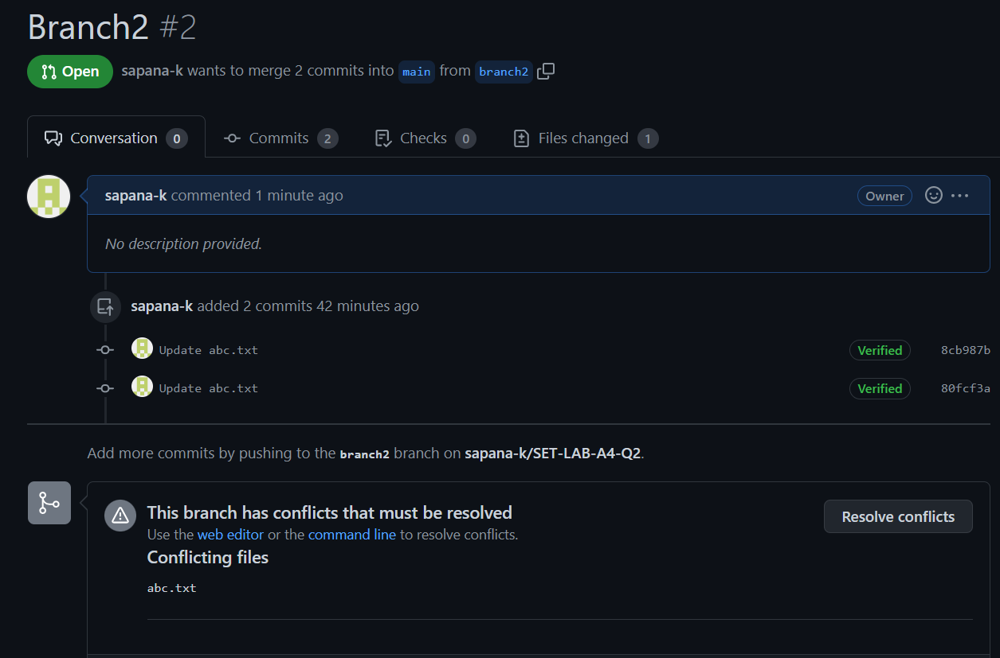 Branch2 #2
Open sapana-k wants to merge 2 commits into main from branch2
Conversation 0 Commits 2 Checks 0 Files changed 1
sapana-k commented 1 minute ago Owner
No description provided.
sapana-k added 2 commits 42 minutes ago
Update abc.txt Verified 8cb987b
Update abc.txt Verified 80fcf3a
Add more commits by pushing to the branch2 branch on sapana-k/SET-LAB-A4-Q2.
This branch has conflicts that must be resolved Resolve conflicts
Use the web editor or the command line to resolve conflicts.
Conflicting files
abc.txt